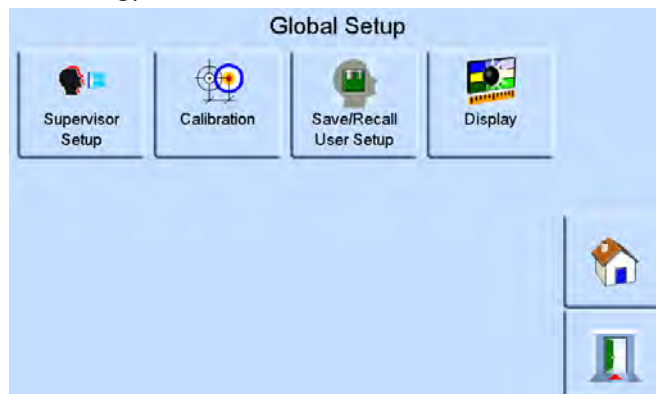 Global Setup
Supervisor
Setup
Calibration
Save/Recall
User Setup
Display